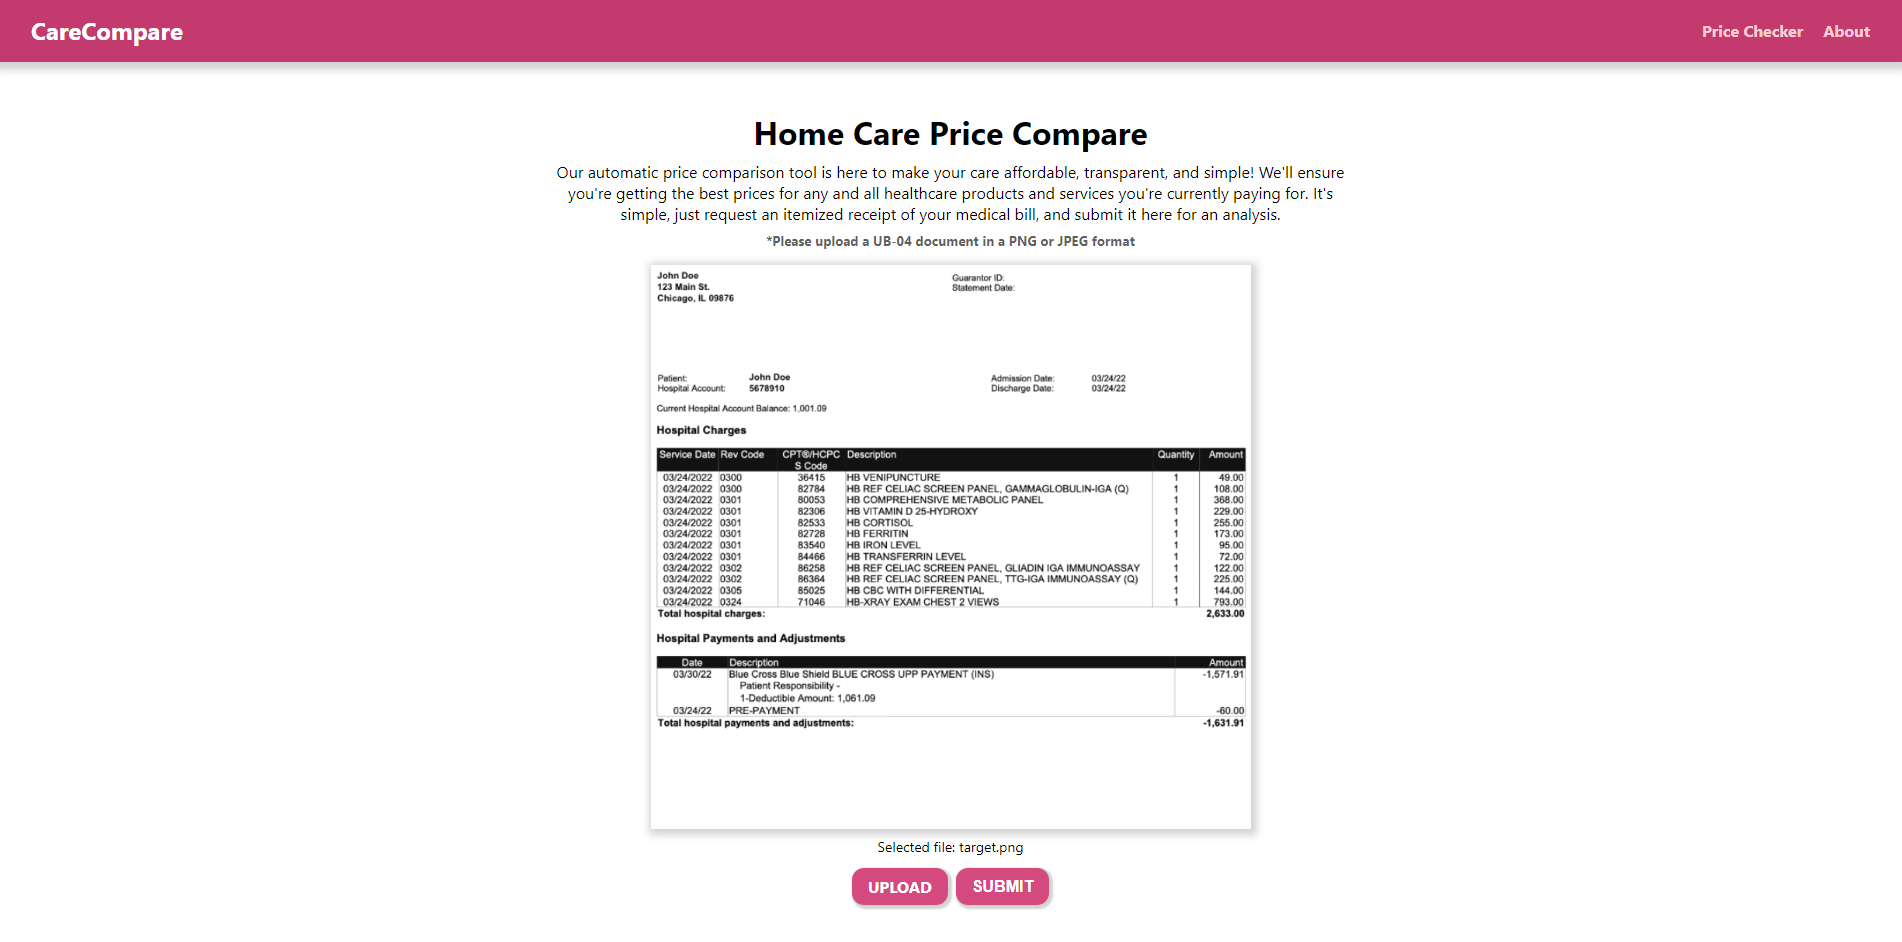 CareCompare
Price Checker About
Home Care Price Compare
Our automatic price comparison tool is here to make your care affordable, transparent, and simple! We'll ensure
you're getting the best prices for any and all healthcare products and services you're currently paying for. It's
simple, just request an itemized receipt of your medical bill, and submit it here for an analysis.
*Please upload a UB-04 document in a PNG or JPEG format
John Doe
123 Main St.
Chicago, IL 09876
Guarantor ID:
Statement Date:
Patient: John Doe
Hospital Account: 5678910
Admission Date: 03/24/22
Discharge Date: 03/24/22
Current Hospital Account Balance: 1,001.09
Hospital Charges
Service Date Rev Code CPT®/HCPC Description Quantity Amount
S Code
03/24/2022 0300 36415 HB VENIPUNCTURE 1 49.00
03/24/2022 0300 82784 HB REF CELIAC SCREEN PANEL, GAMMAGLOBULIN-IGA (Q) 1 108.00
03/24/2022 0301 80053 HB COMPREHENSIVE METABOLIC PANEL 1 368.00
03/24/2022 0301 82306 HB VITAMIN D 25-HYDROXY 1 229.00
03/24/2022 0301 82533 HB CORTISOL 1 255.00
03/24/2022 0301 82728 HB FERRITIN 1 173.00
03/24/2022 0301 83540 HB IRON LEVEL 1 95.00
03/24/2022 0301 84466 HB TRANSFERRIN LEVEL 1 72.00
03/24/2022 0302 86258 HB REF CELIAC SCREEN PANEL, GLIADIN IGA IMMUNOASSAY 1 122.00
03/24/2022 0302 86364 HB REF CELIAC SCREEN PANEL, TTG-IGA IMMUNOASSAY (Q) 1 225.00
03/24/2022 0305 85025 HB CBC WITH DIFFERENTIAL 1 144.00
03/24/2022 0324 71046 HB-XRAY EXAM CHEST 2 VIEWS 1 793.00
Total hospital charges: 2,633.00
Hospital Payments and Adjustments
Date Description Amount
03/30/22 Blue Cross Blue Shield BLUE CROSS UPP PAYMENT (INS) -1,571.91
Patient Responsibility -
1-Deductible Amount: 1,061.09
03/24/22 PRE-PAYMENT -60.00
Total hospital payments and adjustments: -1,631.91
Selected file: target.png
UPLOAD SUBMIT